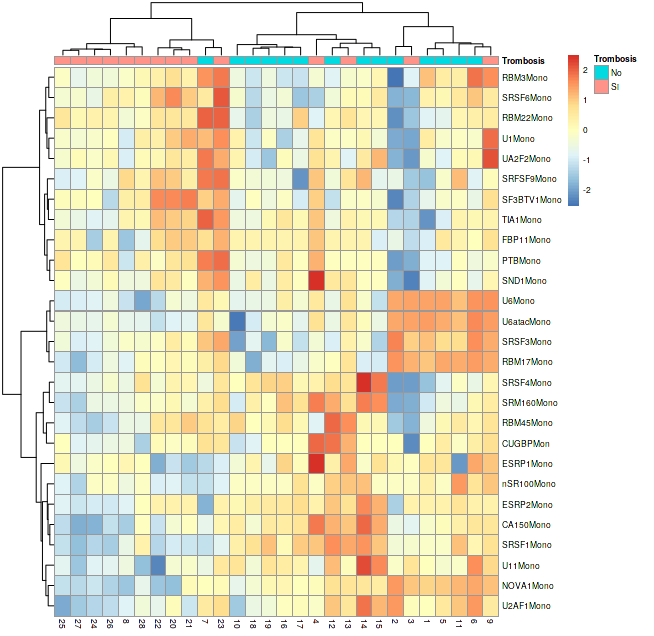 Trombosis
RBM3Mono
SRSF6Mono
RBM22Mono
U1Mono
UA2F2Mono
SRFSF9Mono
SF3BTV1Mono
TIA1Mono
FBP11Mono
PTBMono
SND1Mono
U6Mono
U6atacMono
SRSF3Mono
RBM17Mono
SRSF4Mono
SRM160Mono
RBM45Mono
CUGBPMon
ESRP1Mono
nSR100Mono
ESRP2Mono
CA150Mono
SRSF1Mono
U11Mono
NOVA1Mono
U2AF1Mono
25 27 24 26 8 28 22 20 21 7 23 10 18 19 16 17 4 12 13 14 15 2 3 1 5 11 6 9
2
1
0
-1
-2
Trombosis
No
SI